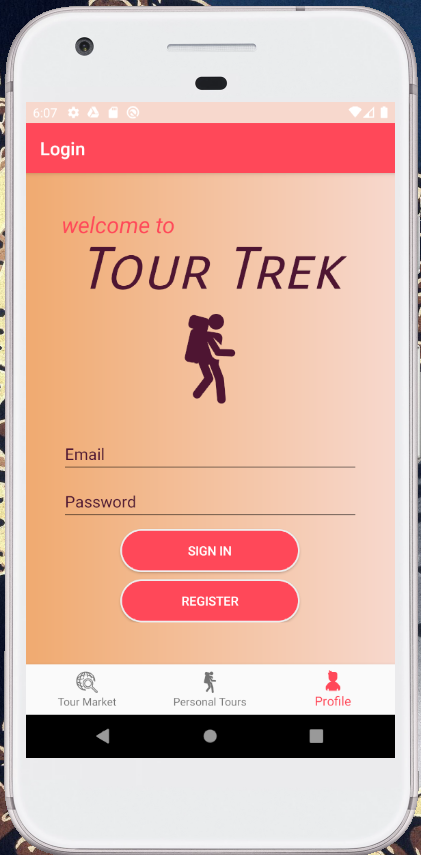 6:07
Login
welcome to
TOUR TREK
Email
Password
SIGN IN
REGISTER
Tour Market
Personal Tours
Profile